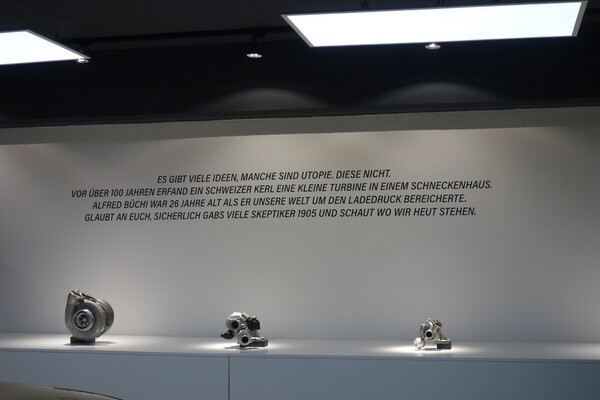 ES GIBT VIELE IDEEN, MANCHE SIND UTOPIE. DIESE NICHT.
VOR ÜBER 100 JAHREN ERFAND EIN SCHWEIZER KERL EINE KLEINE TURBINE IN EINEM SCHNECKENHAUS.
ALFRED BÜCHI WAR 26 JAHRE ALT ALS ER UNSERE WELT UM DEN LADEDRUCK BEREICHERTE.
GLAUBT AN EUCH, SICHERLICH GABS VIELE SKEPTIKER 1905 UND SCHAUT WO WIR HEUT STEHEN.